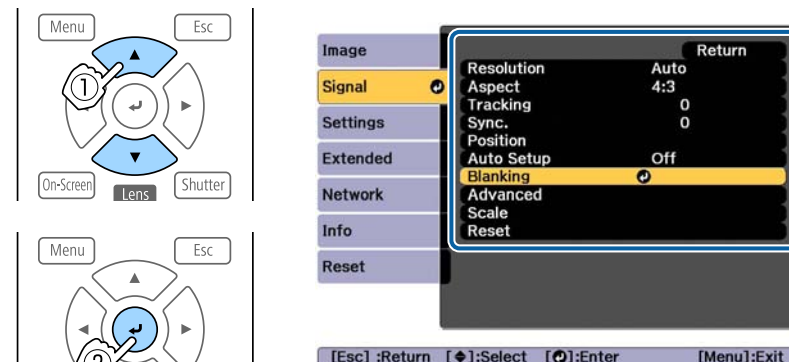 Menu Esc
1
On-Screen Lens Shutter
Menu Esc
2
Image
Signal
Settings
Extended
Network
Info
Reset
Return
Resolution Auto
Aspect 4:3
Tracking 0
Sync. 0
Position
Auto Setup Off
Blanking
Advanced
Scale
Reset
[Esc] :Return [◆]:Select [⏎]:Enter [Menu]:Exit